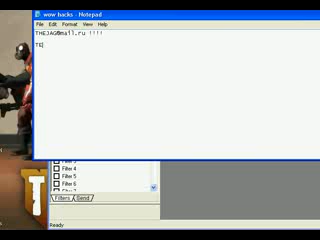 wow hacks - Notepad
File Edit Format View Help
THEJAG@mail.ru !!!!
TE
Filter 4
Filter 5
Filter 6
Filters Send
Ready